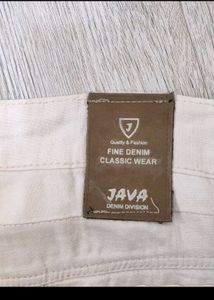 J
Quality & Fashion
FINE DENIM
CLASSIC WEAR
JAVA
DENIM DIVISION